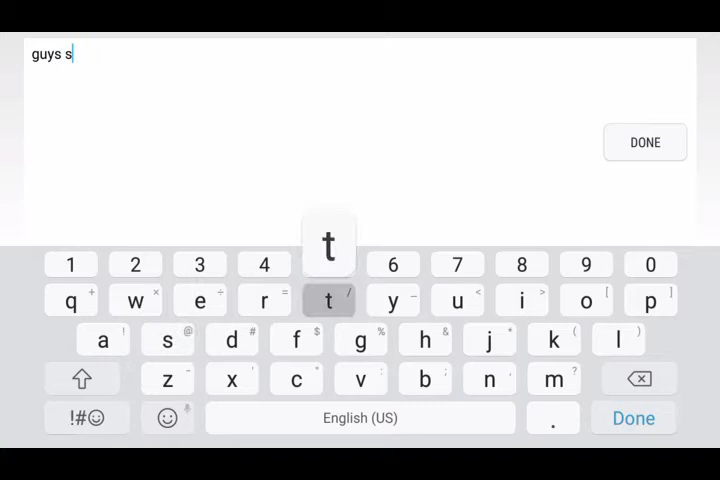 guys s
DONE
t
1 2 3 4 6 7 8 9 0
q + w × e ÷ r = t / y _ u < i > o [ p ]
a ! s @ d # f $ g % h & j * k ( l )
z - x ' c " v : b ; n , m ?
!#☺ English (US) . Done